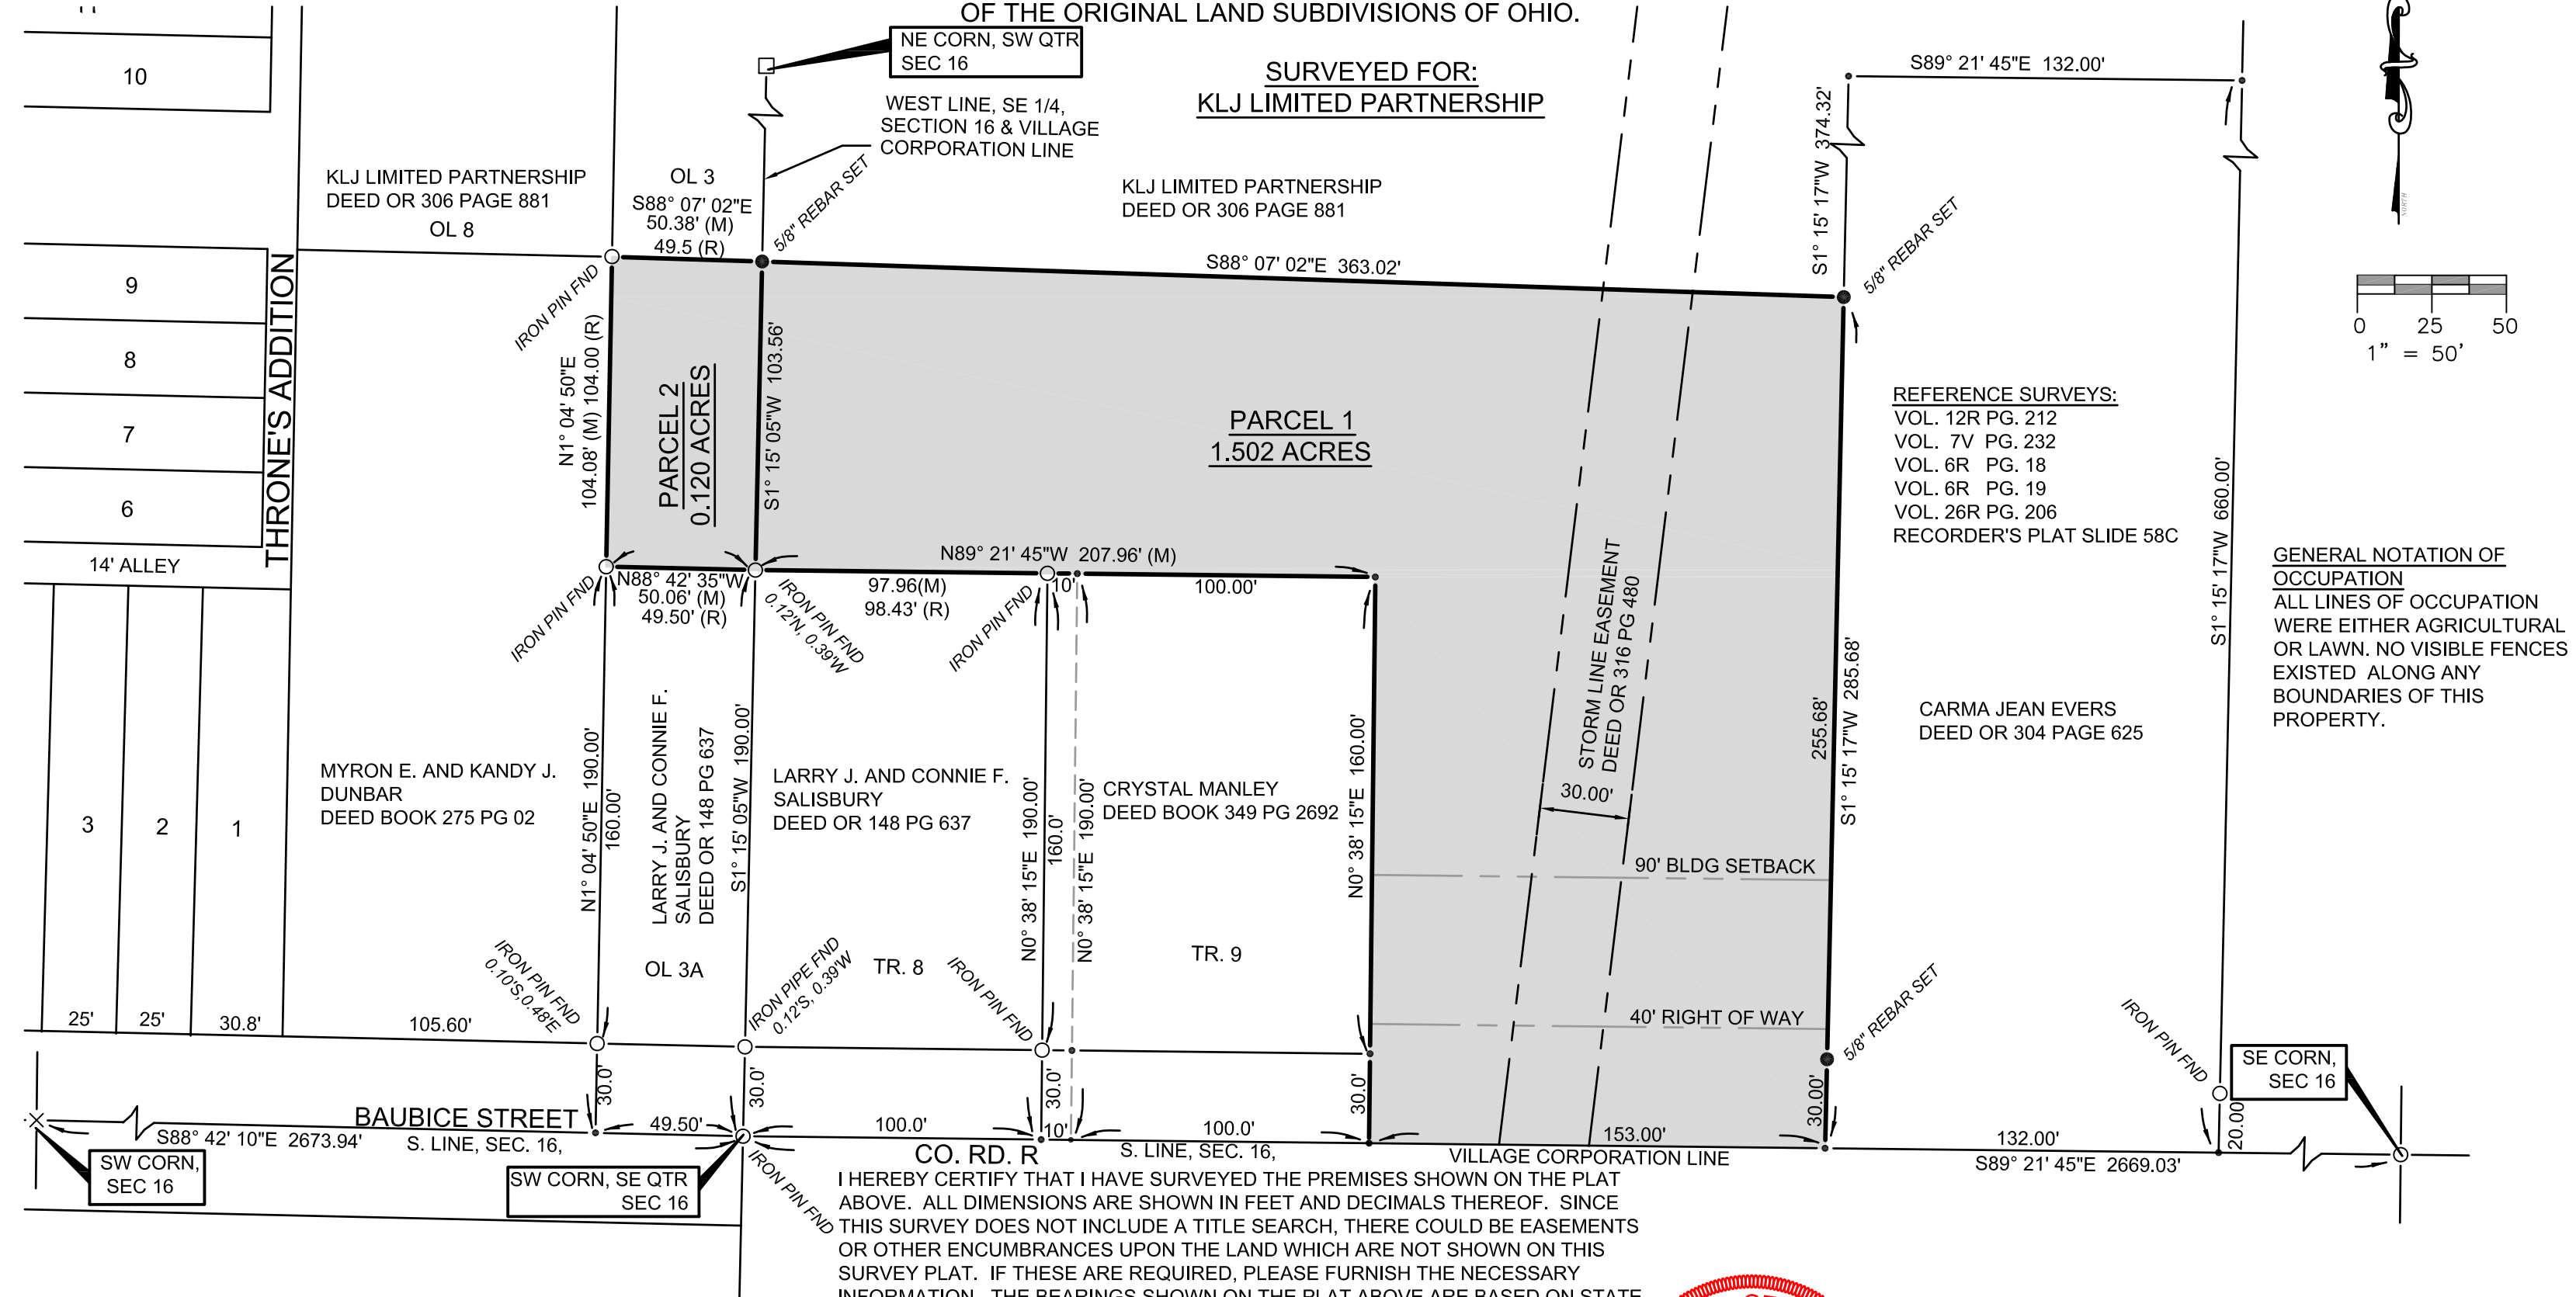 OF THE ORIGINAL LAND SUBDIVISIONS OF OHIO.
NE CORN, SW QTR
SEC 16
WEST LINE, SE 1/4,
SECTION 16 & VILLAGE
CORPORATION LINE
SURVEYED FOR:
KLJ LIMITED PARTNERSHIP
S89° 21' 45"E 132.00'
S1° 15' 17"W 374.32'
NORTH
10
9
8
7
6
14' ALLEY
THRONE'S ADDITION
KLJ LIMITED PARTNERSHIP
DEED OR 306 PAGE 881
OL 8
OL 3
S88° 07' 02"E
50.38' (M)
49.5 (R)
5/8" REBAR SET
KLJ LIMITED PARTNERSHIP
DEED OR 306 PAGE 881
S88° 07' 02"E 363.02'
5/8" REBAR SET
0 25 50
1" = 50'
IRON PIN FND
N1° 04' 50"E
104.08' (M) 104.00 (R)
PARCEL 2
0.120 ACRES
S1° 15' 05"W 103.56'
PARCEL 1
1.502 ACRES
REFERENCE SURVEYS:
VOL. 12R PG. 212
VOL. 7V PG. 232
VOL. 6R PG. 18
VOL. 6R PG. 19
VOL. 26R PG. 206
RECORDER'S PLAT SLIDE 58C
S1° 15' 17"W 660.00'
GENERAL NOTATION OF
OCCUPATION
ALL LINES OF OCCUPATION
WERE EITHER AGRICULTURAL
OR LAWN. NO VISIBLE FENCES
EXISTED ALONG ANY
BOUNDARIES OF THIS
PROPERTY.
N89° 21' 45"W 207.96' (M)
IRON PIN FND
N88° 42' 35"W
50.06' (M)
49.50' (R)
IRON PIN FND
0.12'N, 0.39'W
97.96(M)
98.43' (R)
IRON PIN FND
10'
100.00'
STORM LINE EASEMENT
DEED OR 316 PG 480
30.00'
255.68'
S1° 15' 17"W 285.68'
CARMA JEAN EVERS
DEED OR 304 PAGE 625
3
2
1
MYRON E. AND KANDY J.
DUNBAR
DEED BOOK 275 PG 02
N1° 04' 50"E 190.00'
160.00'
LARRY J. AND CONNIE F.
SALISBURY
DEED OR 148 PG 637
S1° 15' 05"W 190.00'
LARRY J. AND CONNIE F.
SALISBURY
DEED OR 148 PG 637
N0° 38' 15"E 190.00'
160.0'
N0° 38' 15"E 190.00'
CRYSTAL MANLEY
DEED BOOK 349 PG 2692
N0° 38' 15"E 160.00'
90' BLDG SETBACK
OL 3A
TR. 8
TR. 9
IRON PIN FND
0.10'S,0.48'E
IRON PIPE FND
0.12'S, 0.39'W
IRON PIN FND
40' RIGHT OF WAY
5/8" REBAR SET
IRON PIN FND
25'
25'
30.8'
105.60'
30.0'
30.0'
30.0'
30.0'
30.00'
20.00
SE CORN,
SEC 16
BAUBICE STREET
S88° 42' 10"E 2673.94'
S. LINE, SEC. 16,
49.50'
100.0'
10'
100.0'
153.00'
132.00'
S89° 21' 45"E 2669.03'
CO. RD. R
S. LINE, SEC. 16,
VILLAGE CORPORATION LINE
SW CORN,
SEC 16
SW CORN, SE QTR
SEC 16
IRON PIN FND
I HEREBY CERTIFY THAT I HAVE SURVEYED THE PREMISES SHOWN ON THE PLAT
ABOVE. ALL DIMENSIONS ARE SHOWN IN FEET AND DECIMALS THEREOF. SINCE
THIS SURVEY DOES NOT INCLUDE A TITLE SEARCH, THERE COULD BE EASEMENTS
OR OTHER ENCUMBRANCES UPON THE LAND WHICH ARE NOT SHOWN ON THIS
SURVEY PLAT. IF THESE ARE REQUIRED, PLEASE FURNISH THE NECESSARY
INFORMATION. THE BEARINGS SHOWN ON THE PLAT ABOVE ARE BASED ON STATE